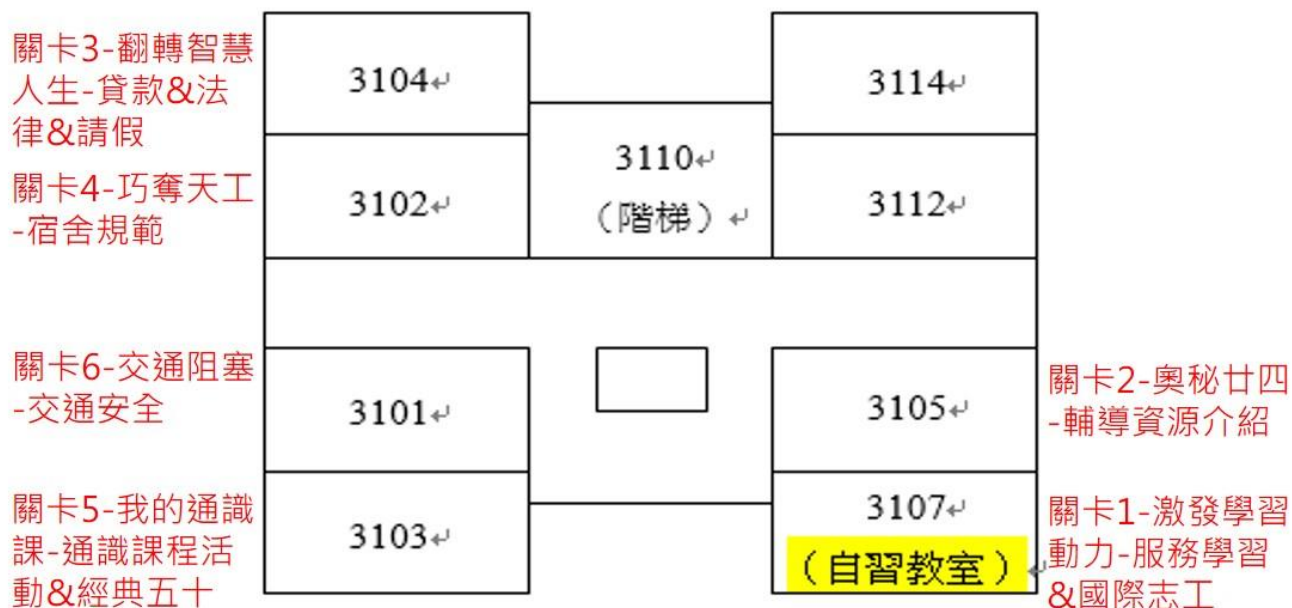 關卡3-翻轉智慧
人生-貸款&法
律&請假
3104
3114
3110
(階梯)
關卡4-巧奪天工
-宿舍規範
3102
3112
關卡6-交通阻塞
-交通安全
3101
3105
關卡2-奧秘廿四
-輔導資源介紹
關卡5-我的通識
課-通識課程活
動&經典五十
3103
3107
(自習教室)
關卡1-激發學習
動力-服務學習
&國際志工